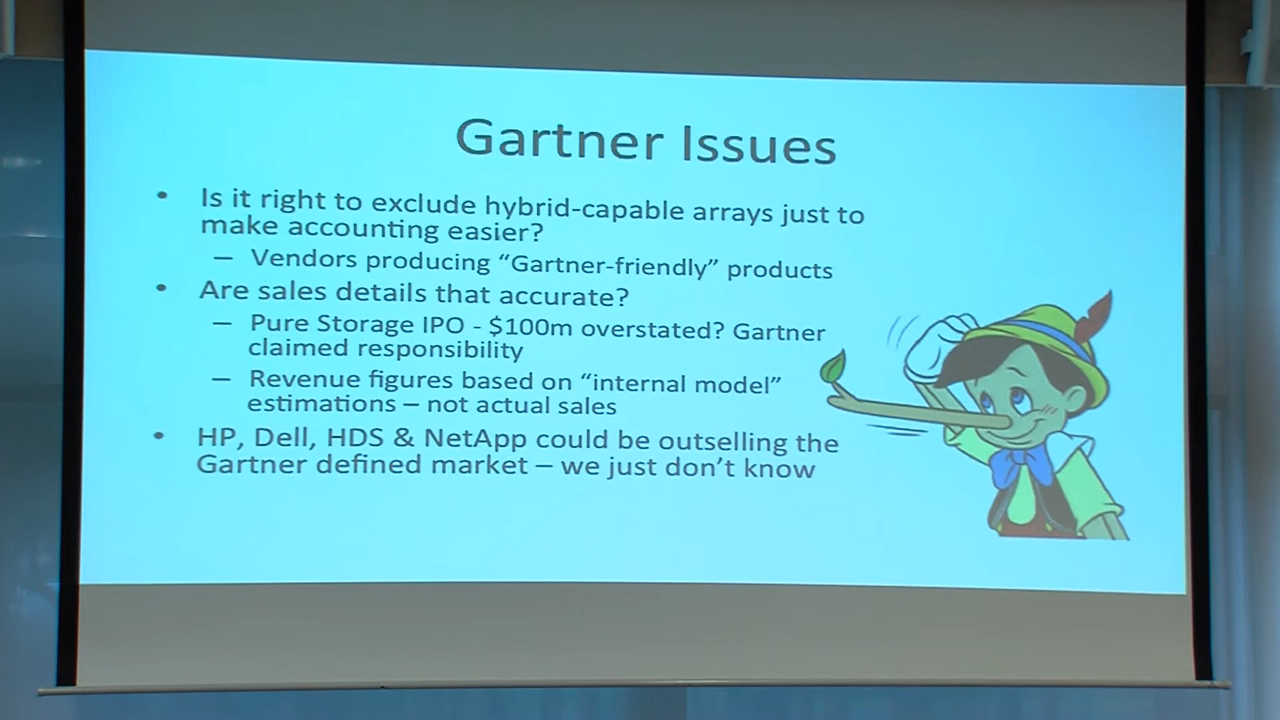 Gartner Issues
• Is it right to exclude hybrid-capable arrays just to
make accounting easier?
– Vendors producing “Gartner-friendly” products
• Are sales details that accurate?
– Pure Storage IPO - $100m overstated? Gartner
claimed responsibility
– Revenue figures based on “internal model”
estimations – not actual sales
• HP, Dell, HDS & NetApp could be outselling the
Gartner defined market – we just don’t know